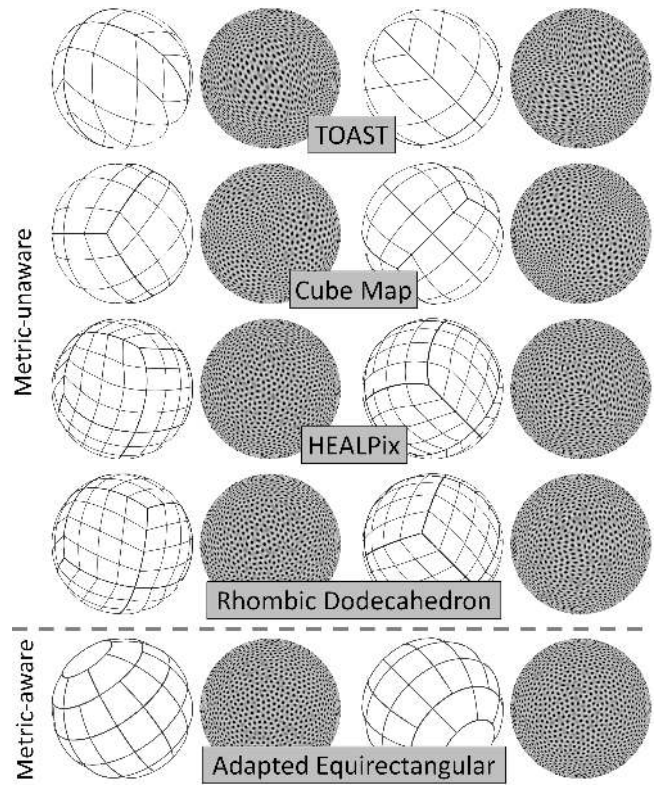 TOAST
Metric-unaware
Cube Map
HEALPix
Rhombic Dodecahedron
Metric-aware
Adapted Equirectangular